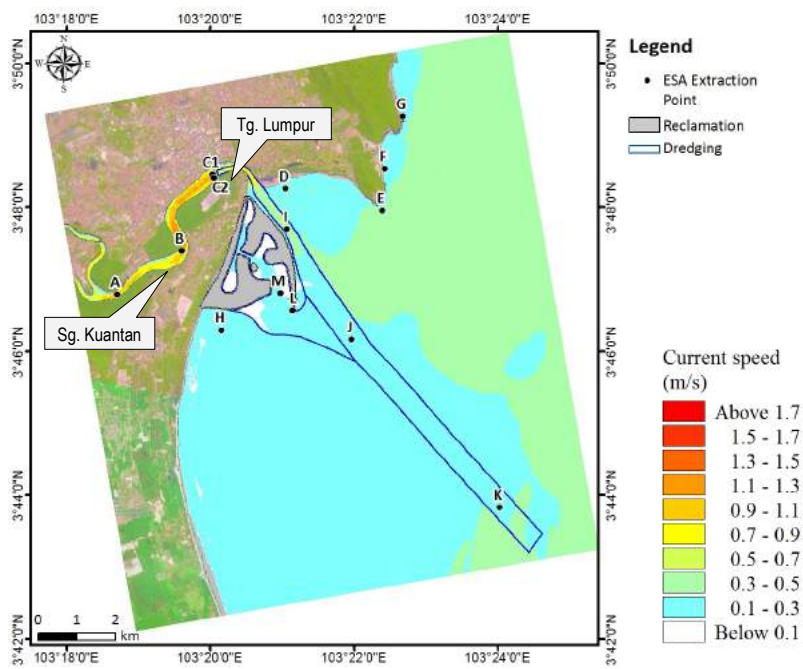 103°18'0"E 103°20'0"E 103°22'0"E 103°24'0"E
3°50'0"N 3°50'0"N
N
W E
S
Legend
ESA Extraction
Point
Reclamation
Dredging
G
Tg. Lumpur
C1
C2
F
D
E
3°48'0"N 3°48'0"N
I
B
A
M
L
Sg. Kuantan
H
J
3°46'0"N 3°46'0"N
Current speed
(m/s)
Above 1.7
1.5 - 1.7
1.3 - 1.5
1.1 - 1.3
0.9 - 1.1
0.7 - 0.9
0.5 - 0.7
0.3 - 0.5
0.1 - 0.3
Below 0.1
K
3°44'0"N 3°44'0"N
0 1 2
km
3°42'0"N 3°42'0"N
103°18'0"E 103°20'0"E 103°22'0"E 103°24'0"E